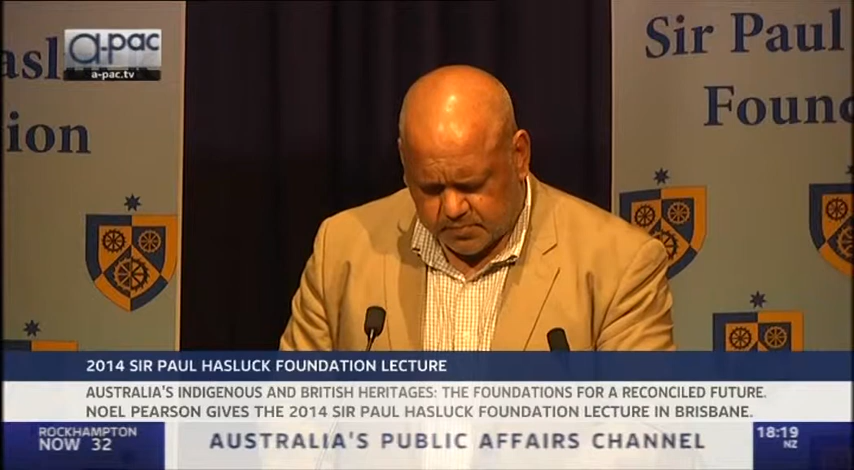 a-pac
a-pac.tv
Sir Paul
Found
ion
2014 SIR PAUL HASLUCK FOUNDATION LECTURE
AUSTRALIA'S INDIGENOUS AND BRITISH HERITAGES: THE FOUNDATIONS FOR A RECONCILED FUTURE.
NOEL PEARSON GIVES THE 2014 SIR PAUL HASLUCK FOUNDATION LECTURE IN BRISBANE.
ROCKHAMPTON
NOW 32
AUSTRALIA'S PUBLIC AFFAIRS CHANNEL
18:19
NZ